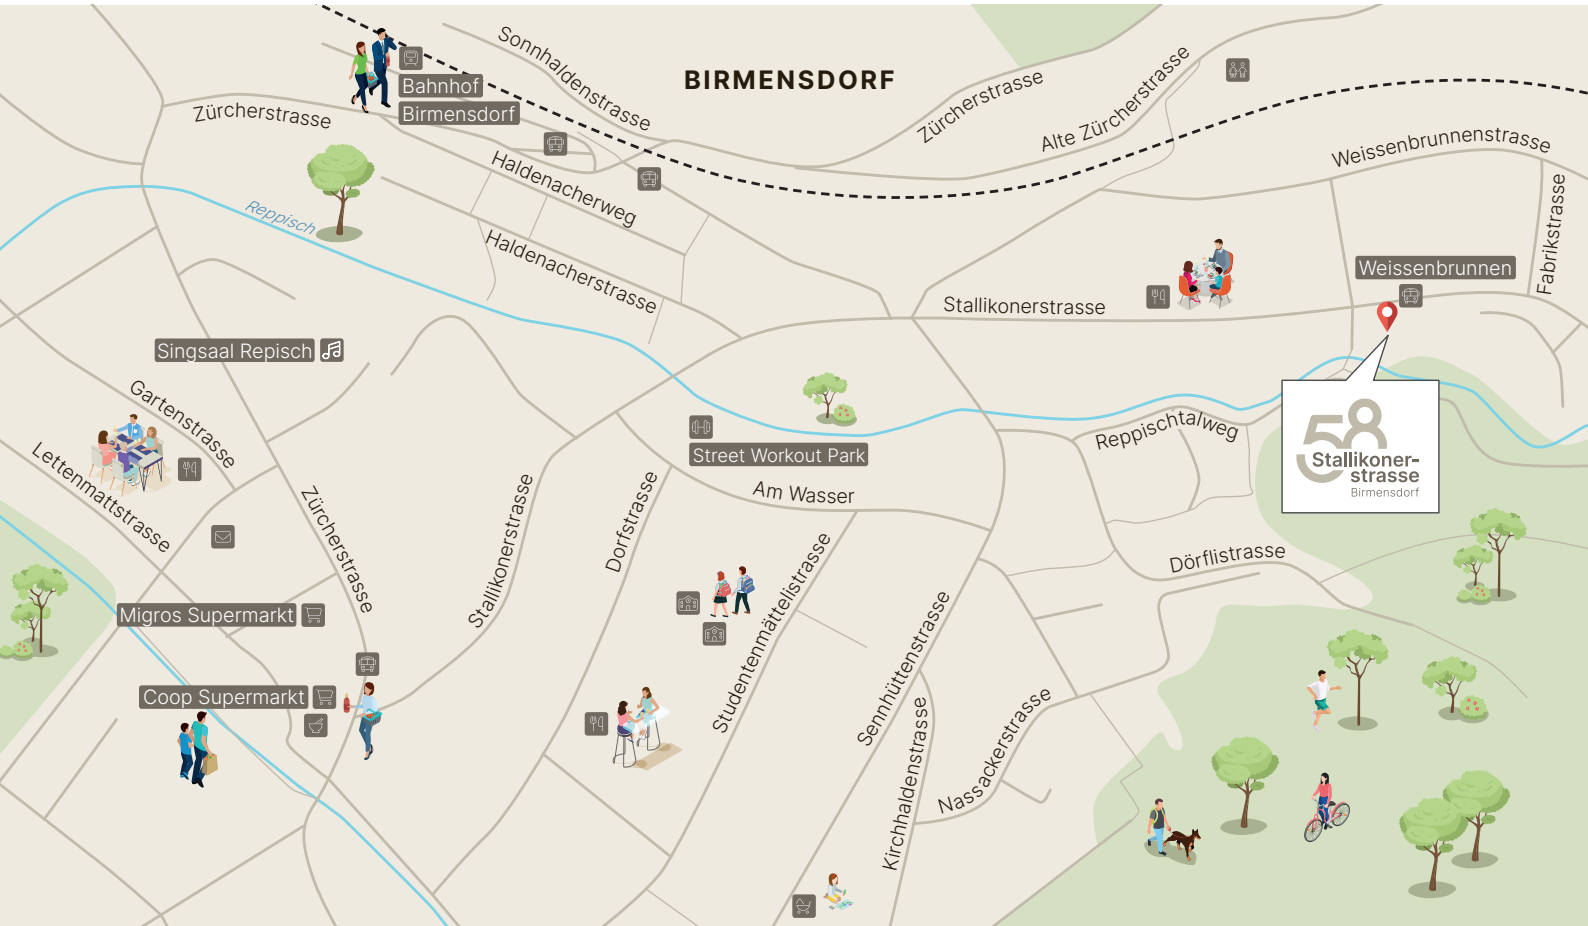 Sonnhaldenstrasse
BIRMENSDORF
Zürcherstrasse
Alte Zürcherstrasse
Bahnhof
Birmensdorf
Zürcherstrasse
Weissenbrunnenstrasse
Haldenacherweg
Fabrikstrasse
Reppisch
Haldenacherstrasse
Weissenbrunnen
Stallikonerstrasse
Singsaal Repisch
Gartenstrasse
Lettenmattstrasse
Street Workout Park
Reppischtalweg
58
Stallikoner-
strasse
Birmensdorf
Am Wasser
Zürcherstrasse
Stallikonerstrasse
Dorfstrasse
Studentenmättelistrasse
Dörflistrasse
Migros Supermarkt
Sennhüttenstrasse
Coop Supermarkt
Kirchhaldenstrasse
Nassackerstrasse